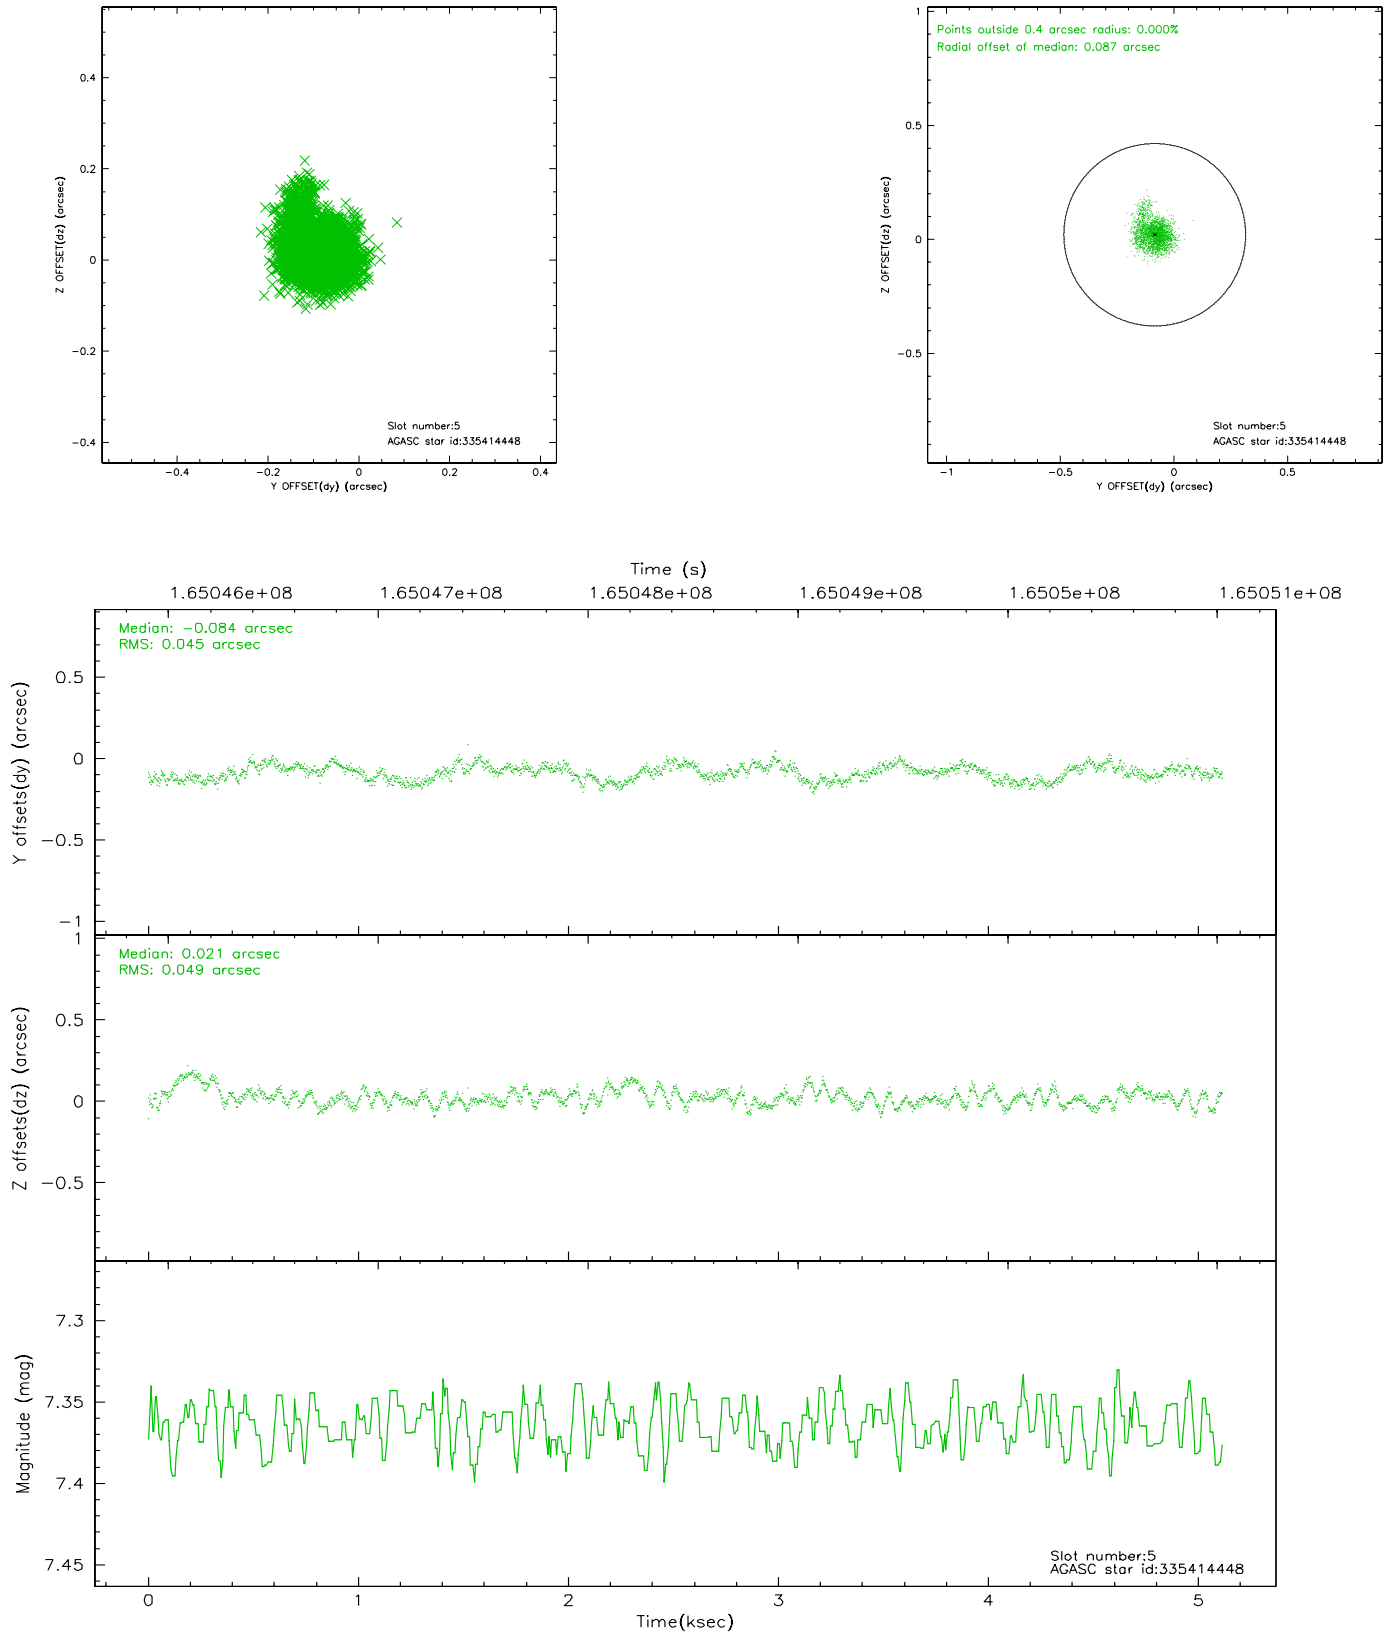 0.4
0.2
0
−0.2
−0.4
Z OFFSET(dz) (arcsec)
Slot number:5
AGASC star id:335414448
−0.4
−0.2
0
0.2
0.4
Y OFFSET(dy) (arcsec)
Points outside 0.4 arcsec radius: 0.000%
Radial offset of median: 0.087 arcsec
1
0.5
0
−0.5
Z OFFSET(dz) (arcsec)
Slot number:5
AGASC star id:335414448
−1
−0.5
0
0.5
Y OFFSET(dy) (arcsec)
Time (s)
1.65046e+08
1.65047e+08
1.65048e+08
1.65049e+08
1.6505e+08
1.65051e+08
Median: −0.084 arcsec
RMS: 0.045 arcsec
0.5
0
−0.5
−1
Y offsets(dy) (arcsec)
Median: 0.021 arcsec
RMS: 0.049 arcsec
1
0.5
0
−0.5
Z offsets(dz) (arcsec)
7.3
7.35
7.4
7.45
Magnitude (mag)
Slot number:5
AGASC star id:335414448
0
1
2
3
4
5
Time(ksec)